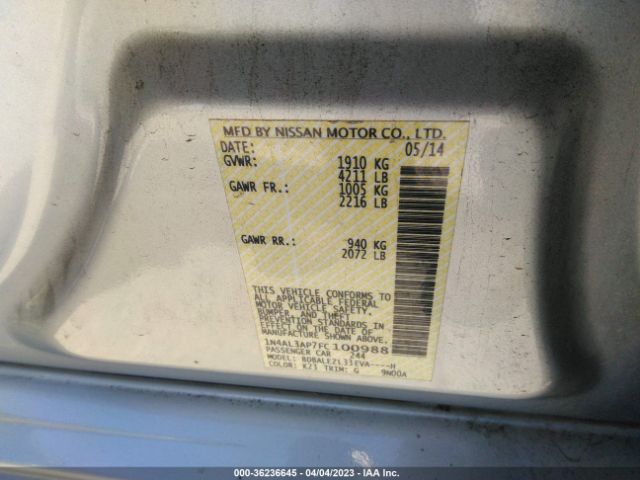 MFD BY NISSAN MOTOR CO., LTD.
DATE: 05/14
GVWR: 1910 KG
4211 LB
GAWR FR.: 1005 KG
2216 LB
GAWR RR.: 940 KG
2072 LB
THIS VEHICLE CONFORMS TO
ALL APPLICABLE FEDERAL
MOTOR VEHICLE SAFETY,
BUMPER, AND THEFT
PREVENTION STANDARDS IN
EFFECT ON THE DATE OF
MANUFACTURE SHOWN ABOVE.
1N4AL3AP7FC100988
PASSENGER CAR 244
MODEL: BDBALEZL33EVA----H
COLOR: K23 TRIM: G 9N00A
000-36236645 / 04/04/2023 - IAA Inc.